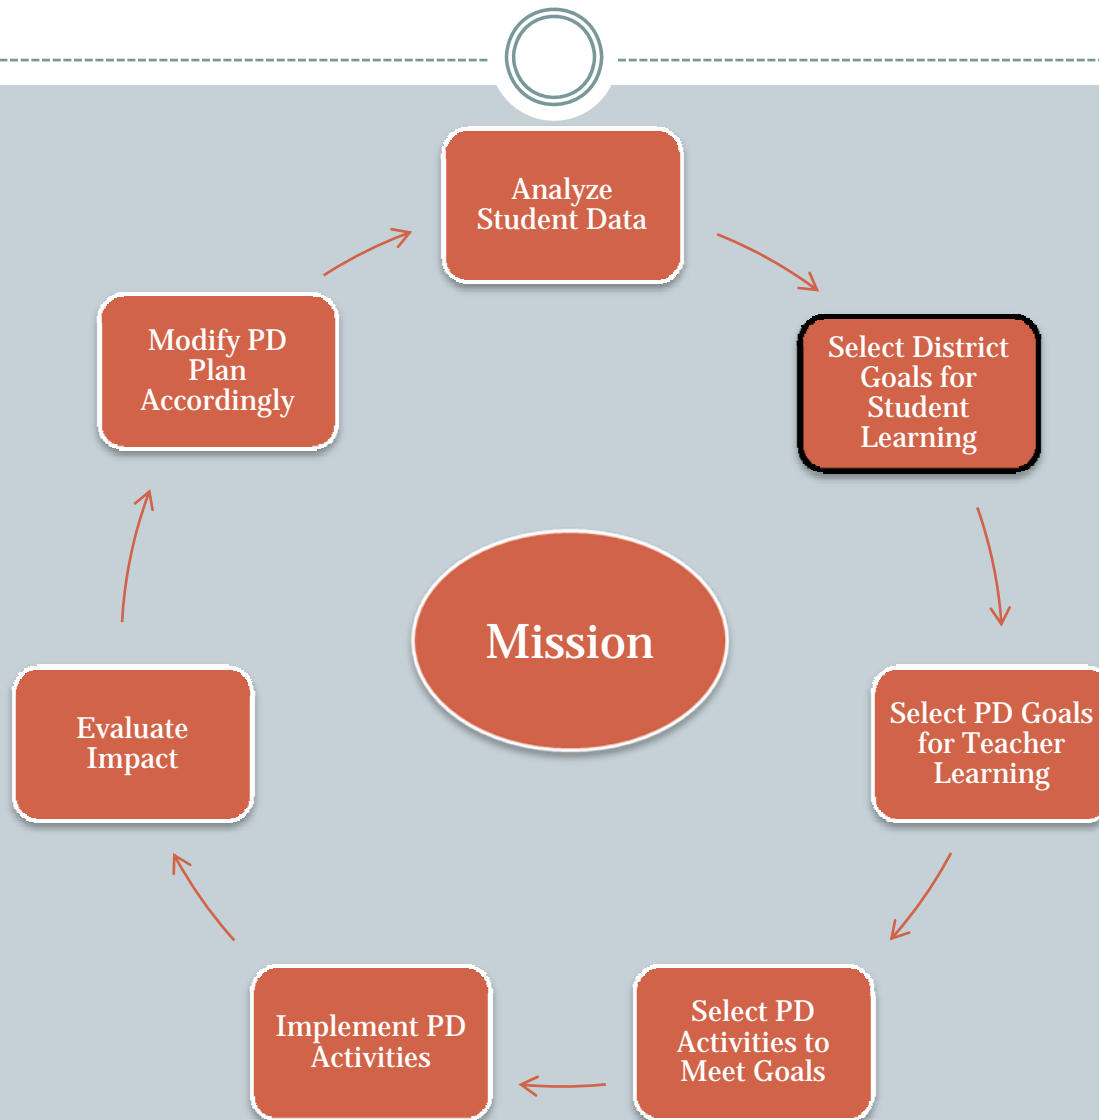 Analyze
Student Data
Select District
Goals for
Student
Learning
Select PD Goals
for Teacher
Learning
Select PD
Activities to
Meet Goals
Implement PD
Activities
Evaluate
Impact
Modify PD
Plan
Accordingly
Mission